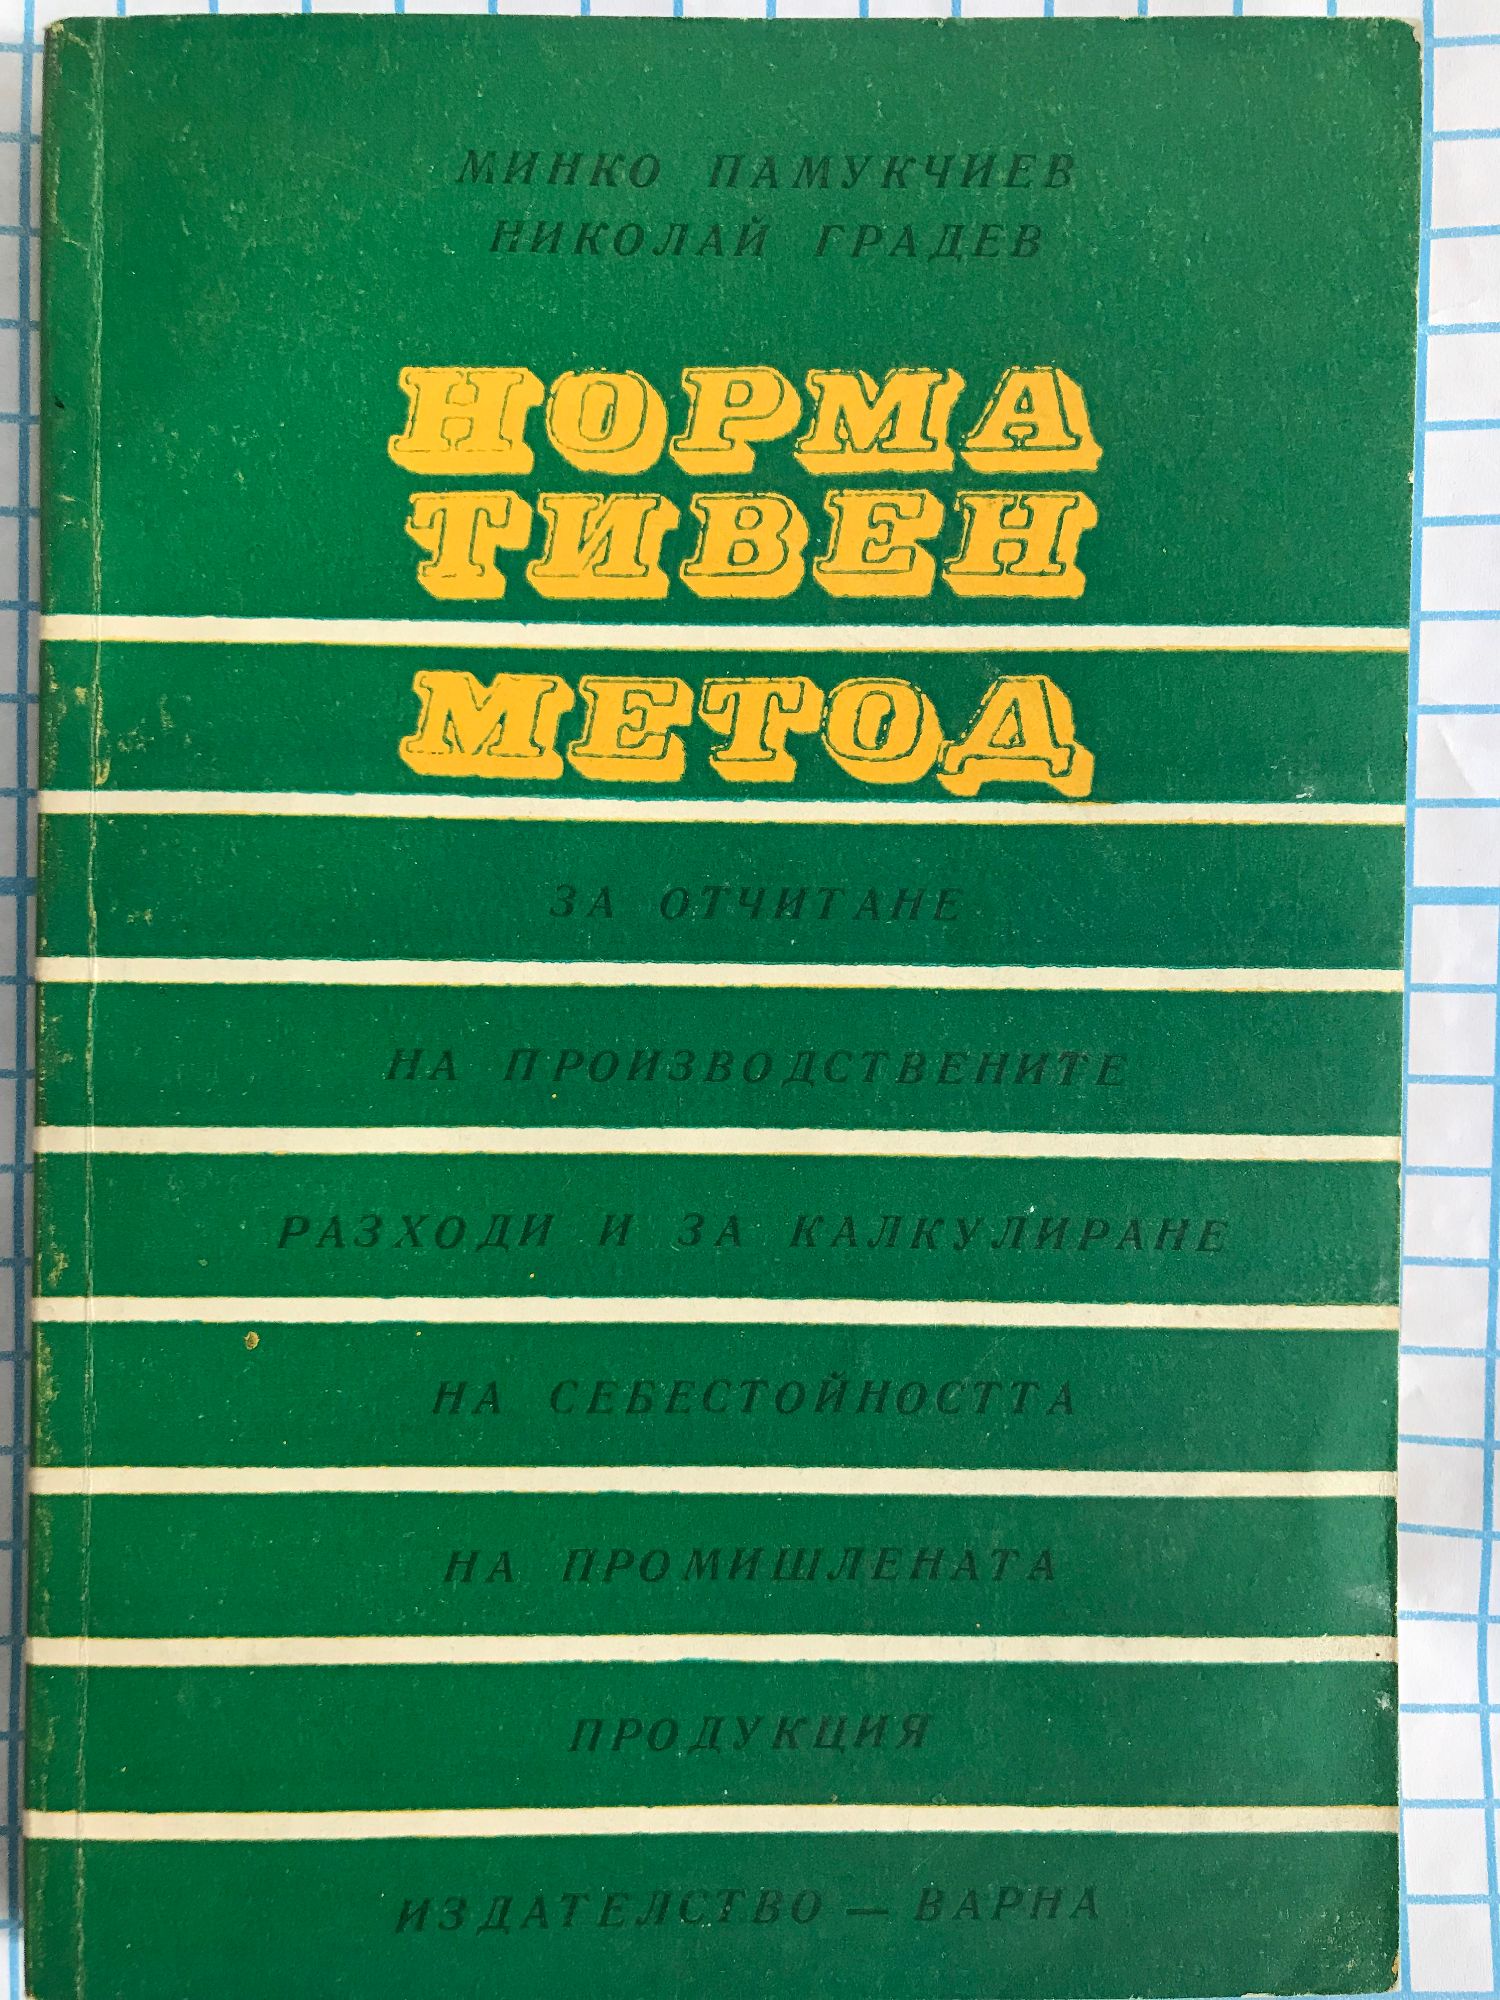 МИНКО ПАМУКЧИЕВ
НИКОЛАЙ ГРАДЕВ
НОРМА
ТИВЕН
МЕТОД
ЗА ОТЧИТАНЕ
НА ПРОИЗВОДСТВЕНИТЕ
РАЗХОДИ И ЗА КАЛКУЛИРАНЕ
НА СЕБЕСТОЙНОСТТА
НА ПРОМИШЛЕНАТА
ПРОДУКЦИЯ
ИЗДАТЕЛСТВО — ВАРНА